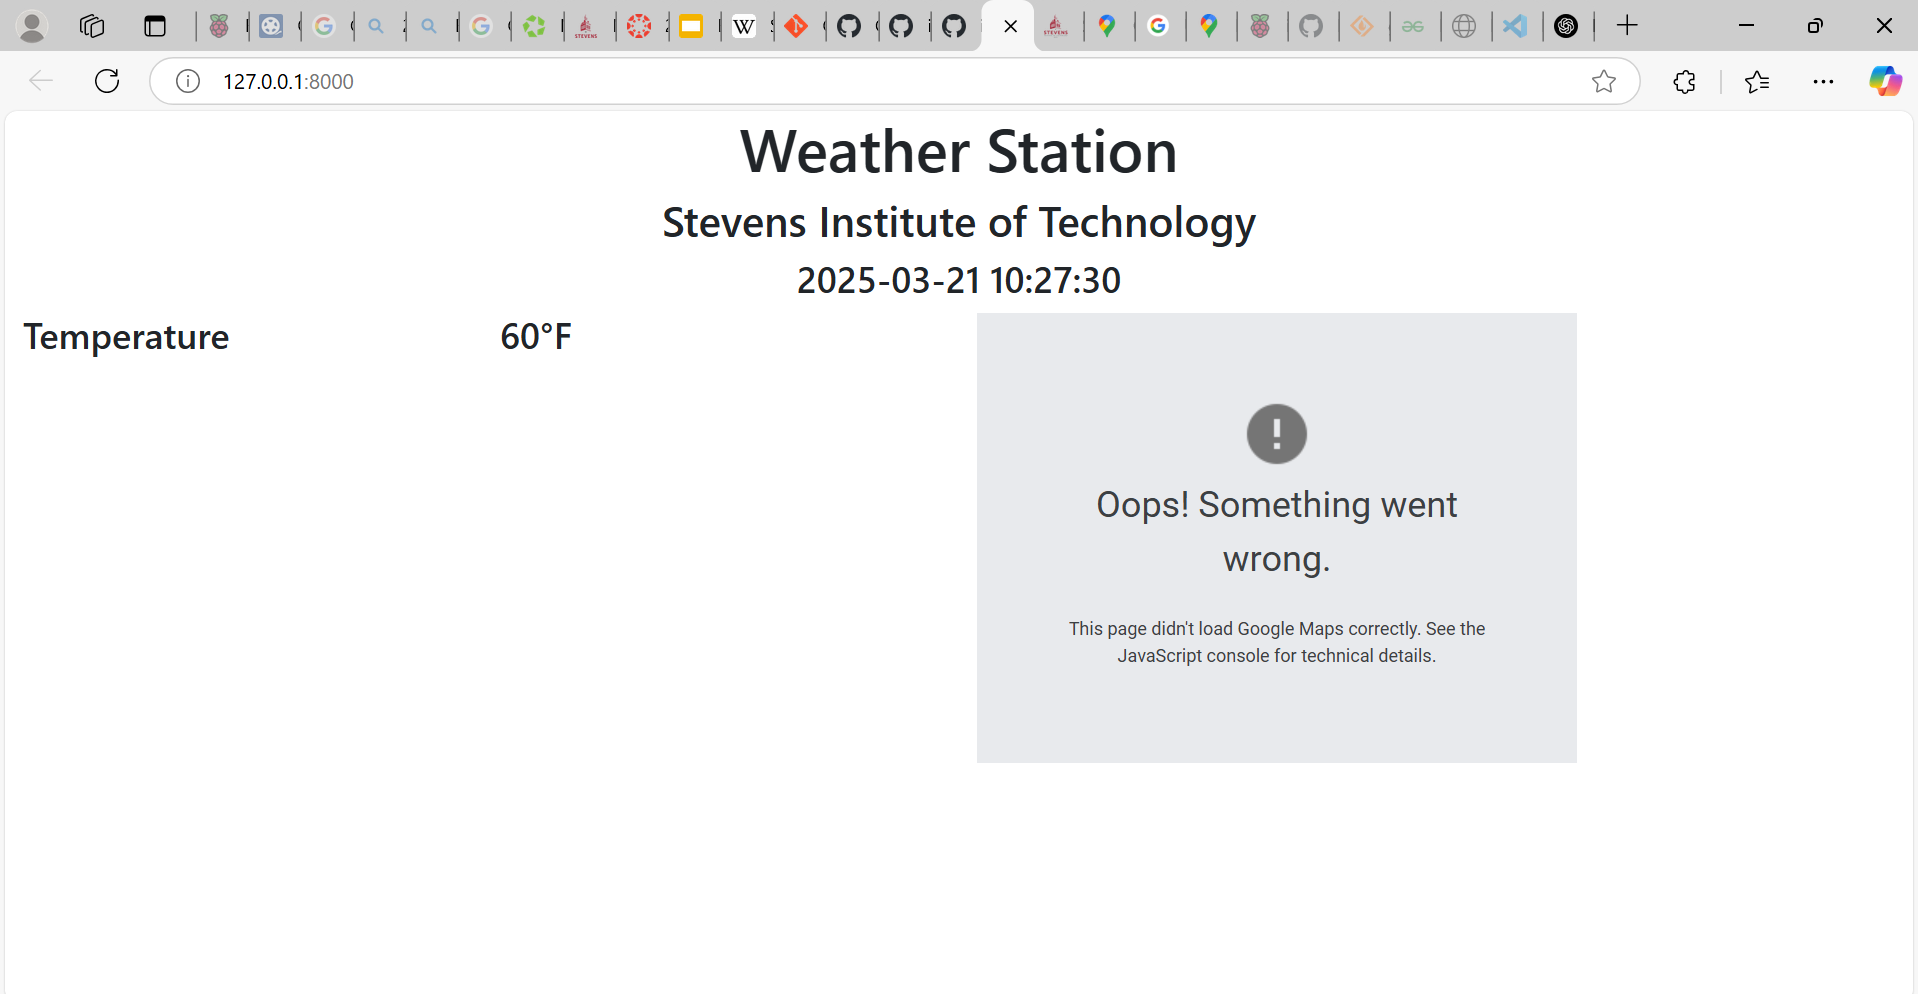 127.0.0.1:8000
Weather Station
Stevens Institute of Technology
2025-03-21 10:27:30
Temperature 60°F
Oops! Something went
wrong.
This page didn't load Google Maps correctly. See the
JavaScript console for technical details.